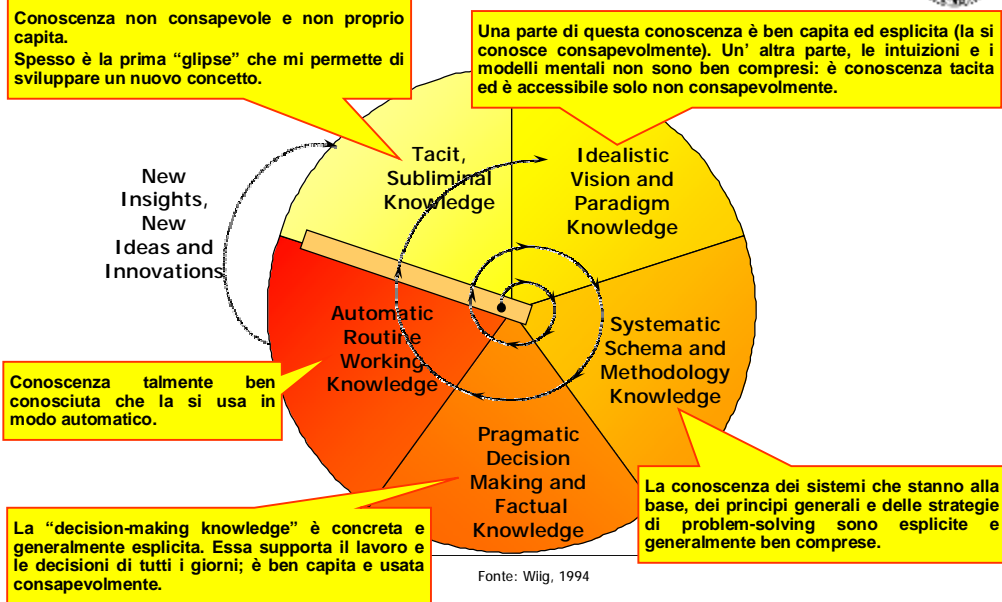 Conoscenza non consapevole e non proprio
capita.
Spesso è la prima “glipse” che mi permette di
sviluppare un nuovo concetto.
Una parte di questa conoscenza è ben capita ed esplicita (la si
conosce consapevolmente). Un’ altra parte, le intuizioni e i
modelli mentali non sono ben compresi: è conoscenza tacita
ed è accessibile solo non consapevolmente.
Tacit,
Subliminal
Knowledge
Idealistic
Vision and
Paradigm
Knowledge
New
Insights,
New
Ideas and
Innovations
Automatic
Routine
Working
Knowledge
Systematic
Schema and
Methodology
Knowledge
Conoscenza talmente ben
conosciuta che la si usa in
modo automatico.
Pragmatic
Decision
Making and
Factual
Knowledge
La conoscenza dei sistemi che stanno alla
base, dei principi generali e delle strategie
di problem-solving sono esplicite e
generalmente ben comprese.
La “decision-making knowledge” è concreta e
generalmente esplicita. Essa supporta il lavoro e
le decisioni di tutti i giorni; è ben capita e usata
consapevolmente.
Fonte: Wiig, 1994